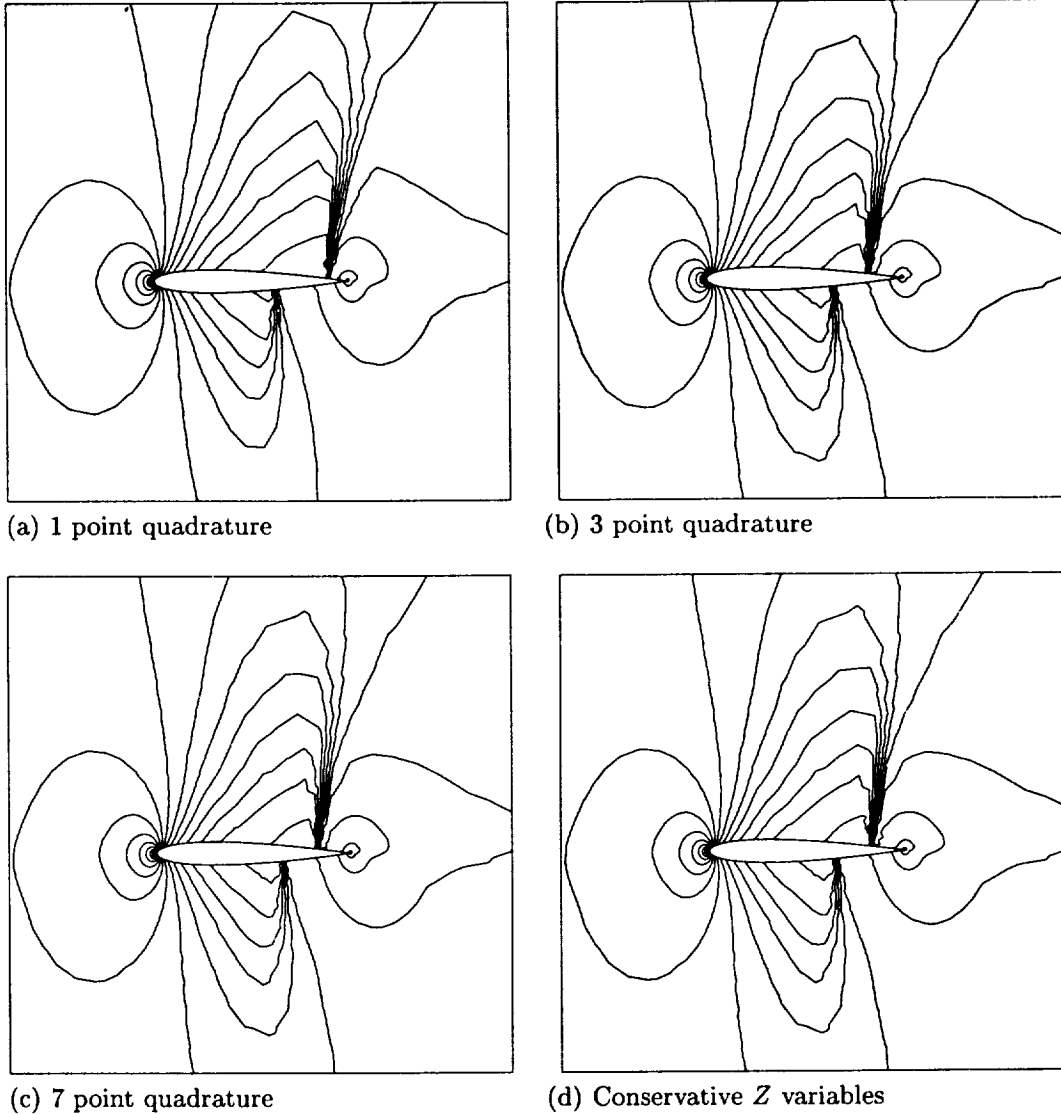 (a) 1 point quadrature
(b) 3 point quadrature
(c) 7 point quadrature
(d) Conservative Z variables